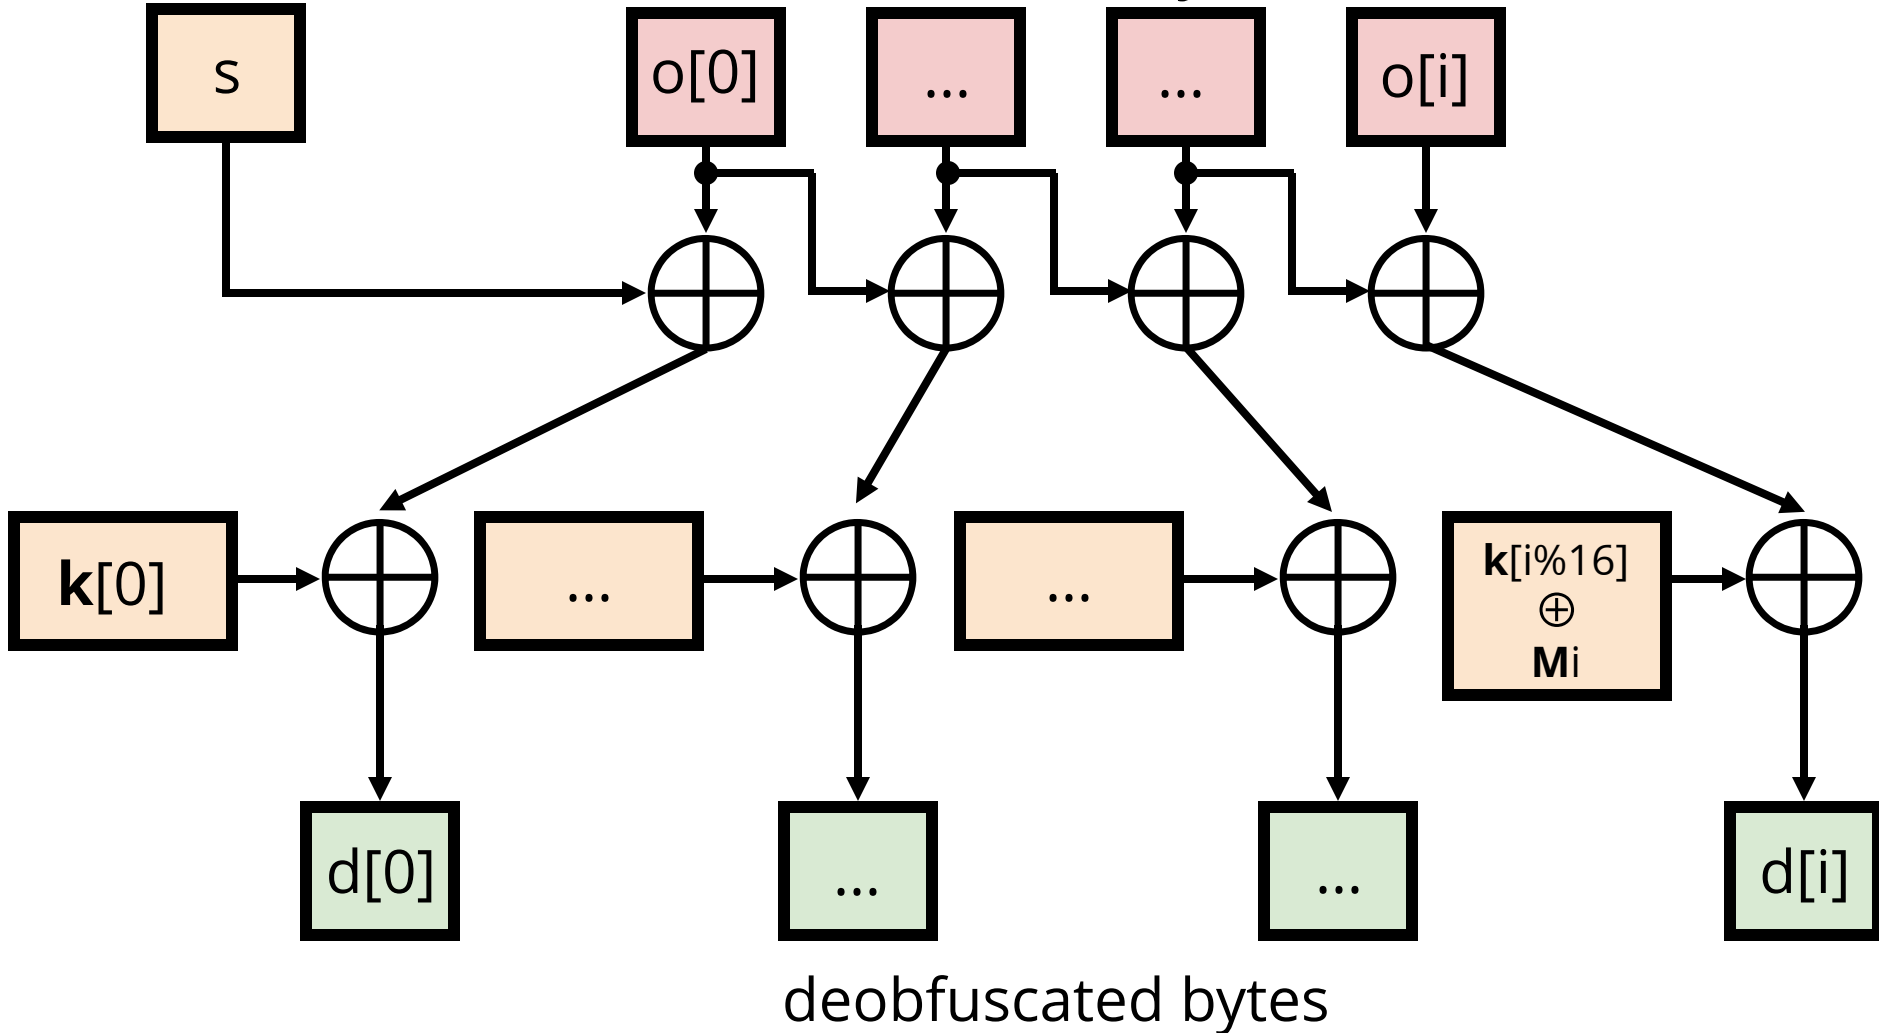 s
o[0]
...
...
o[i]
k[0]
...
...
k[i%16]
⊕
Mi
d[0]
...
...
d[i]
deobfuscated bytes